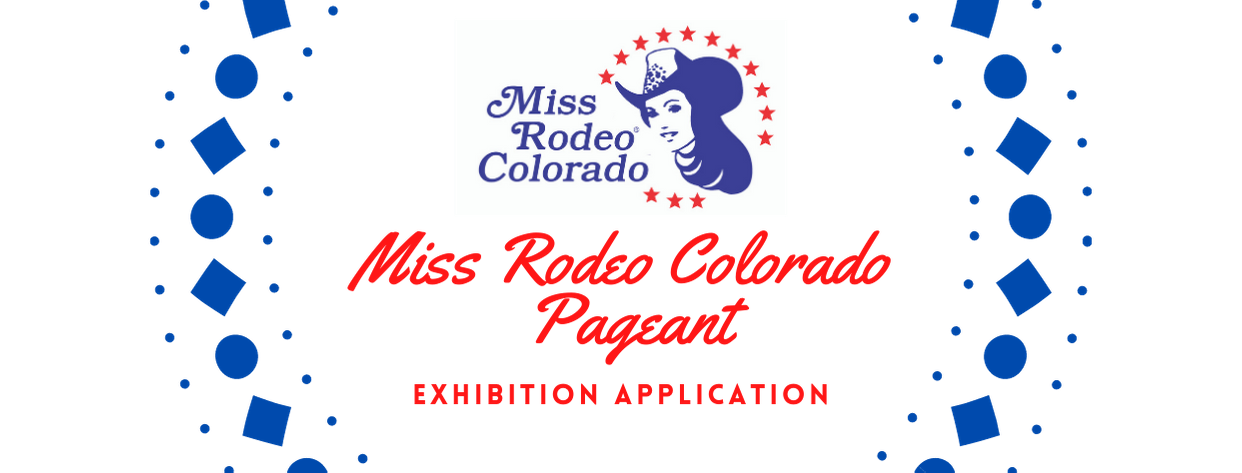 Miss
Rodeo®
Colorado
Miss Rodeo Colorado
Pageant
EXHIBITION APPLICATION